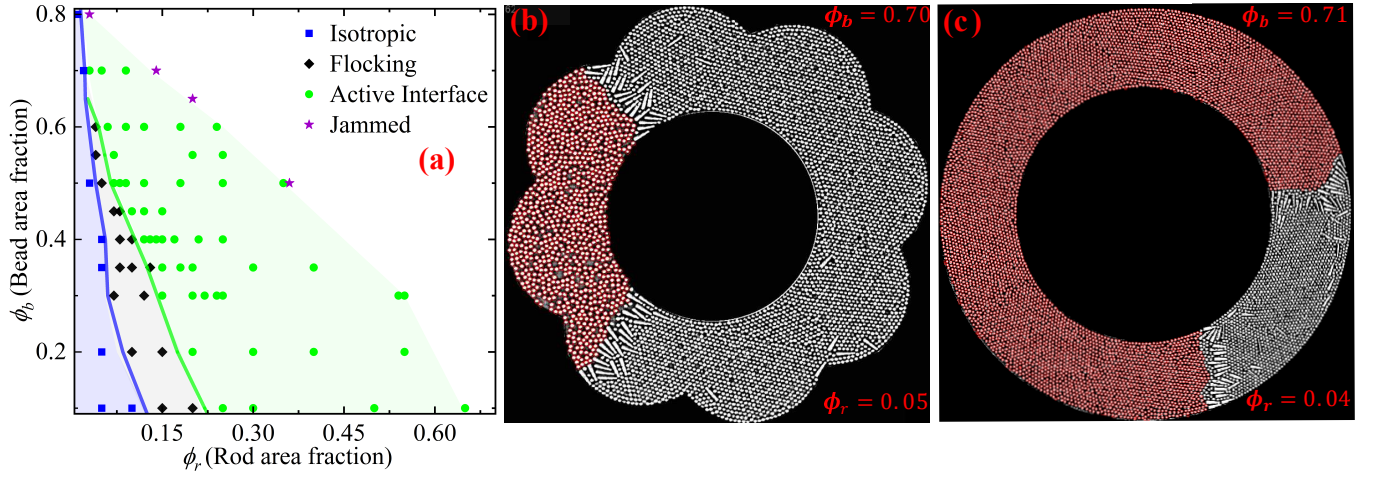 0.8
0.6
0.4
0.2
ϕb (Bead area fraction)
Isotropic
Flocking
Active Interface
Jammed
(a)
0.15 0.30 0.45 0.60
ϕr (Rod area fraction)
(b)
ϕb = 0.70
ϕr = 0.05
(c)
ϕb = 0.71
ϕr = 0.04